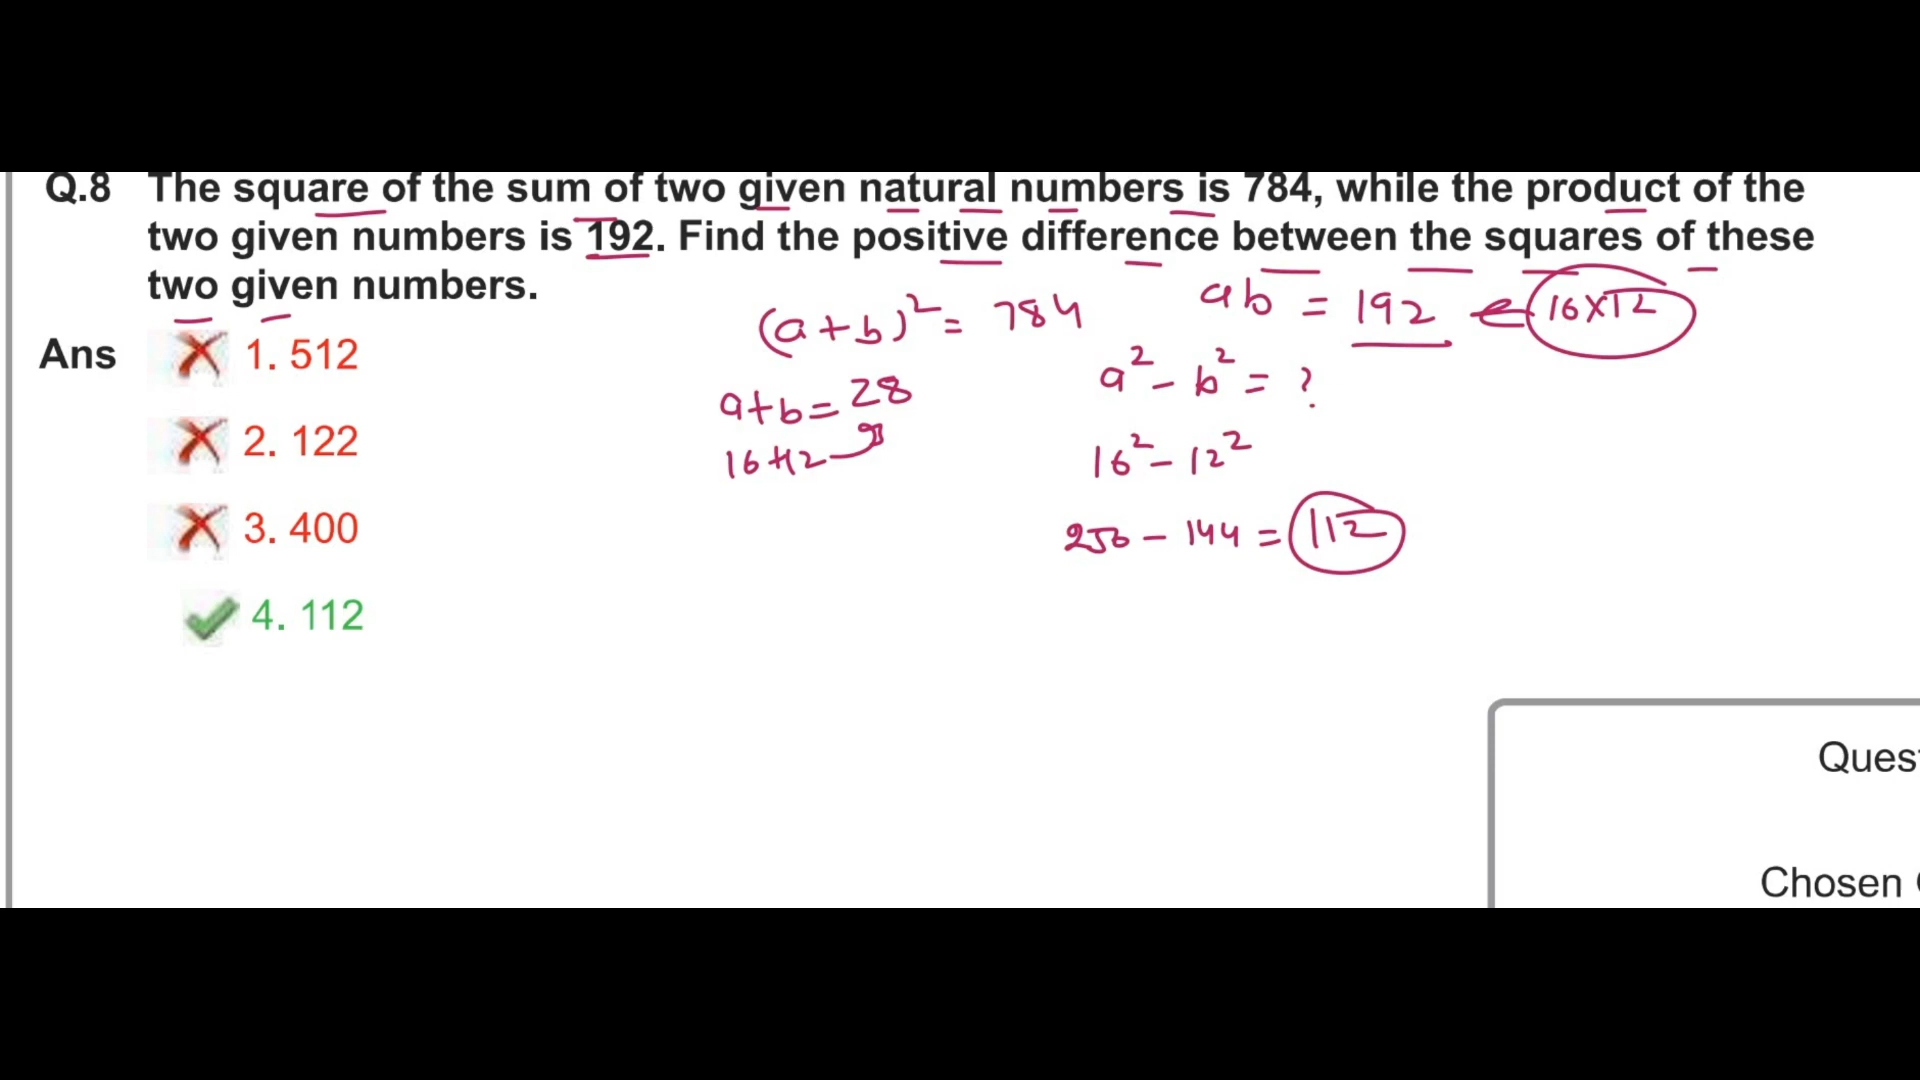 Q.8 The square of the sum of two given natural numbers is 784, while the product of the
two given numbers is 192. Find the positive difference between the squares of these
two given numbers.
(a+b)² = 784
ab = 192 ← 16×12
Ans 1. 512
a+b = 28
a² - b² = ?
16+12
2. 122
16² - 12²
3. 400
256 - 144 = 112
4. 112
Quest
Chosen